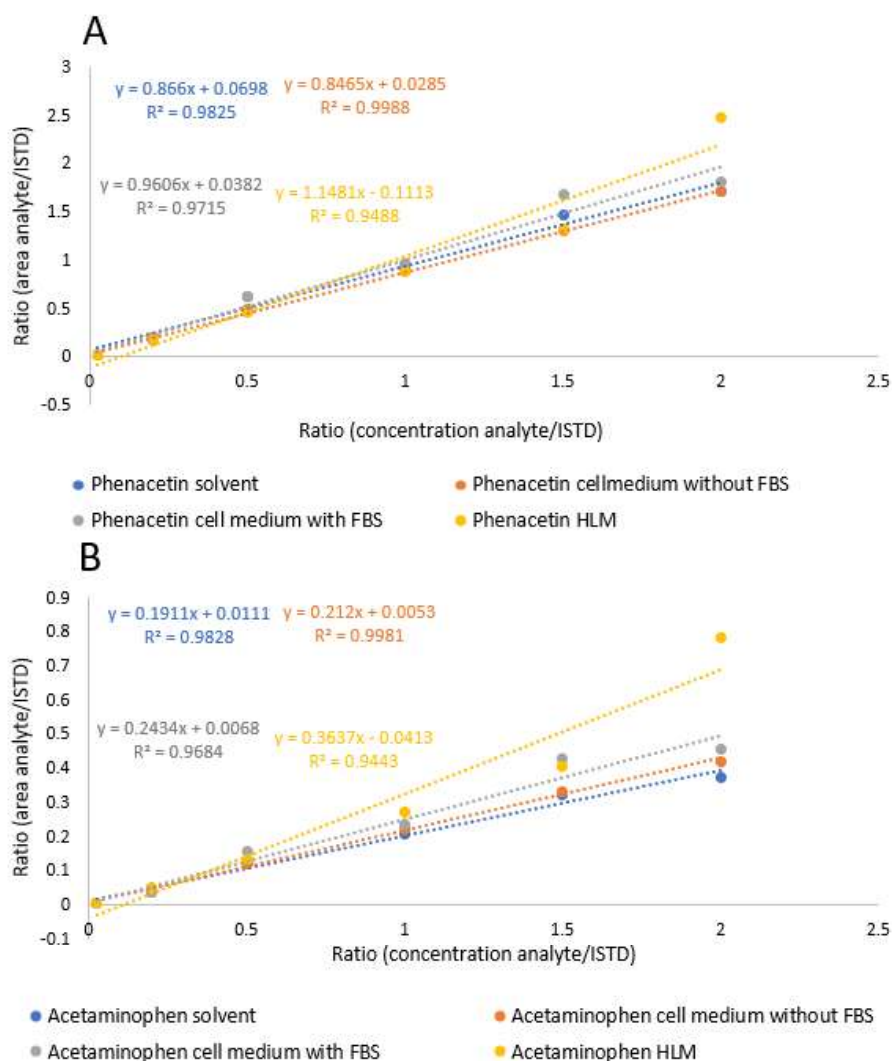 A
3
y = 0.866x + 0.0698 y = 0.8465x + 0.0285
R² = 0.9825 R² = 0.9988
2.5
2
y = 0.9606x + 0.0382 y = 1.1481x - 0.1113
R² = 0.9715 R² = 0.9488
1.5
1
0.5
0
-0.5
Ratio (area analyte/ISTD)
0 0.5 1 1.5 2 2.5
Ratio (concentration analyte/ISTD)
Phenacetin solvent Phenacetin cellmedium without FBS
Phenacetin cell medium with FBS Phenacetin HLM
B
0.9
y = 0.1911x + 0.0111 y = 0.212x + 0.0053
R² = 0.9828 R² = 0.9981
0.8
0.7
0.6
0.5
y = 0.2434x + 0.0068 y = 0.3637x - 0.0413
R² = 0.9684 R² = 0.9443
0.4
0.3
0.2
0.1
0
-0.1
Ratio (area analyte/ISTD)
0 0.5 1 1.5 2 2.5
Ratio (concentration analyte/ISTD)
Acetaminophen solvent Acetaminophen cell medium without FBS
Acetaminophen cell medium with FBS Acetaminophen HLM